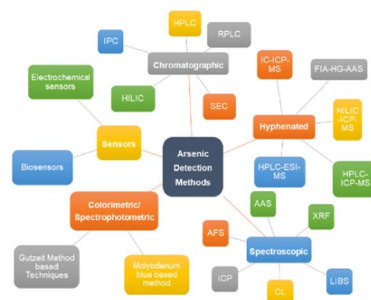 HPLC
IPC
RPLC
Chromatographic
IC-ICP-
MS
FIA-HG-AAS
Electrochemical
sensors
HILIC
SEC
Hyphenated
HILIC
-ICP-
MS
Sensors
Arsenic
Detection
Methods
Biosensors
HPLC-ESI-
MS
HPLC-
ICP-MS
Colorimetric/
Spectrophotometric
AAS
XRF
AFS
Spectroscopic
Gutzeit Method
based
Techniques
Molybdenum
blue based
method
ICP
CL
LIBS